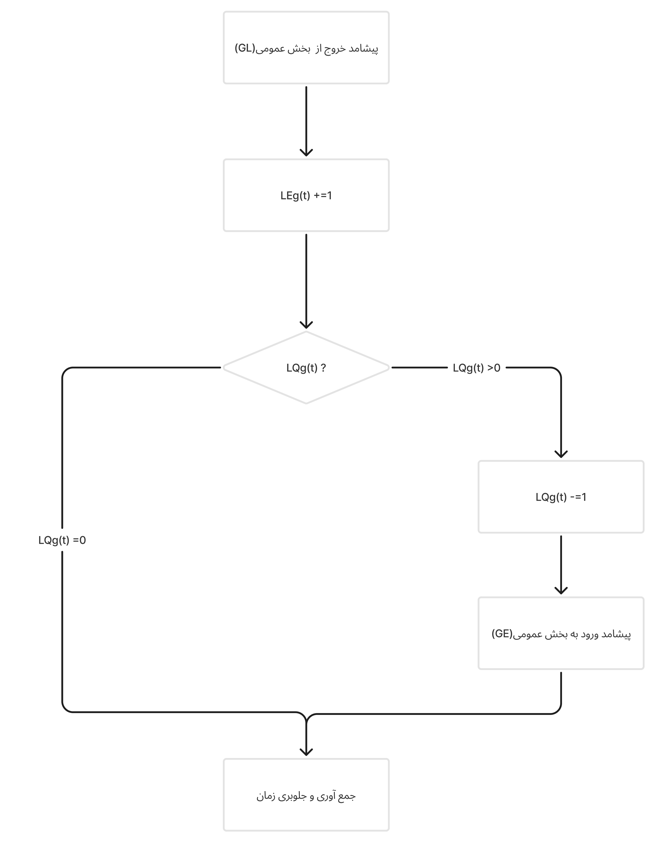 پیشامد خروج از بخش عمومی(GL)
LEg(t) +=1
LQg(t) ?
LQg(t) >0
LQg(t) -=1
LQg(t) =0
پیشامد ورود به بخش عمومی(GE)
جمع آوری و جلوبری زمان